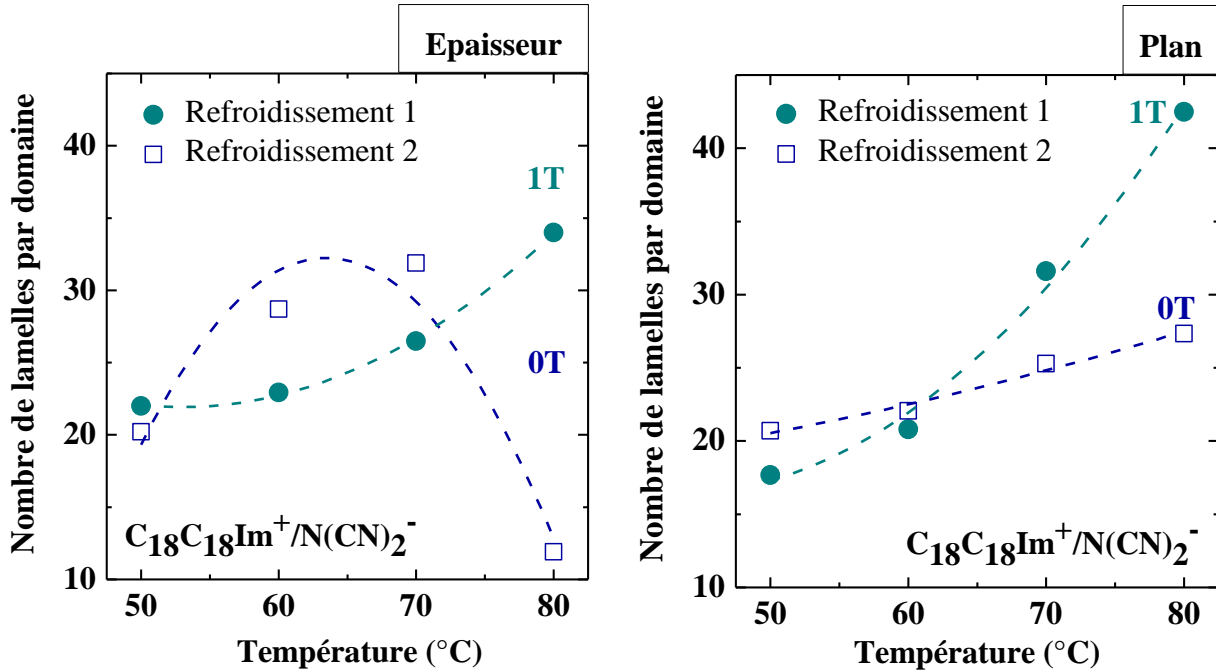 Epaisseur
Nombre de lamelles par domaine
Refroidissement 1
Refroidissement 2
40
30
20
10
1T
0T
C18C18Im+/N(CN)2-
50 60 70 80
Température (°C)
Plan
Nombre de lamelles par domaine
Refroidissement 1
Refroidissement 2
40
30
20
10
1T
0T
C18C18Im+/N(CN)2-
50 60 70 80
Température (°C)